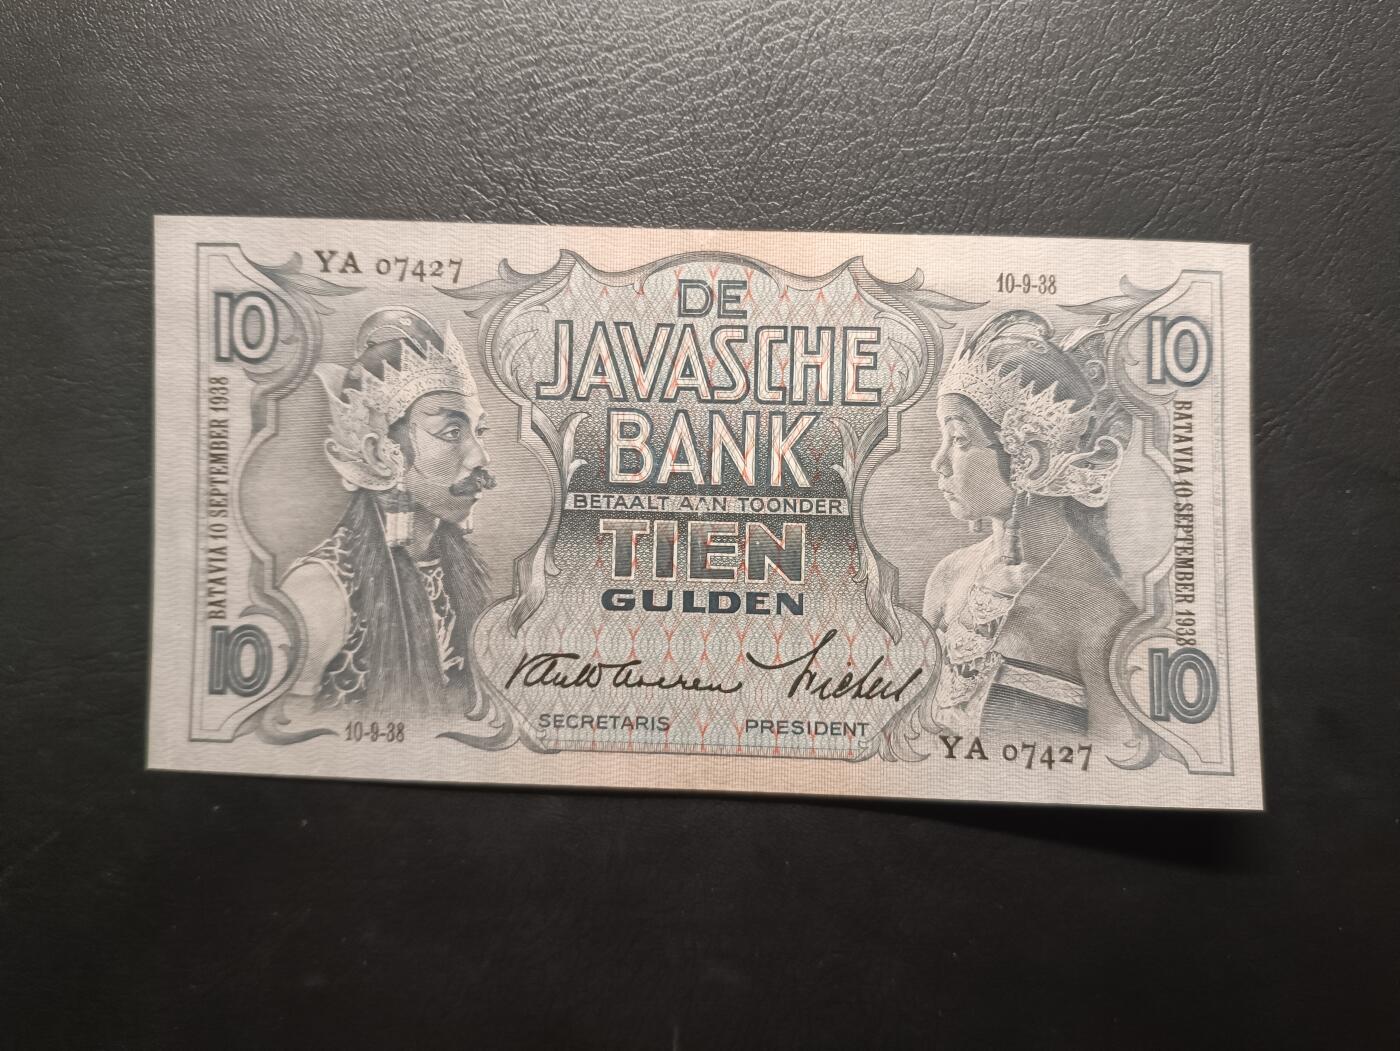 YA 07427
10-9-38
10
10
BATAVIA 10 SEPTEMBER 1938
BATAVIA 10 SEPTEMBER 1938
DE
JAVASCHE
BANK
BETAALT AAN TOONDER
TIEN
GULDEN
10
10
SECRETARIS
PRESIDENT
10-9-38
YA 07427